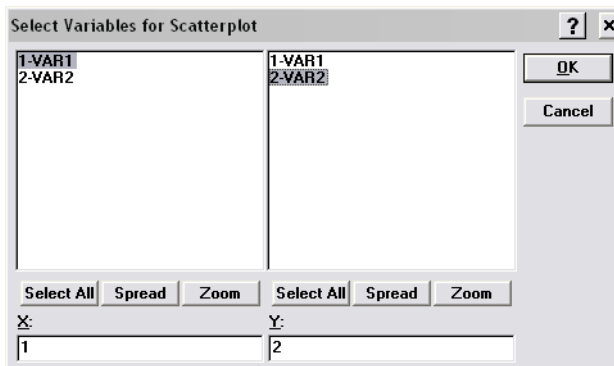 Select Variables for Scatterplot
? ×
1-VAR1
2-VAR2
1-VAR1
2-VAR2
OK
Cancel
Select All Spread Zoom
Select All Spread Zoom
X:
1
Y:
2